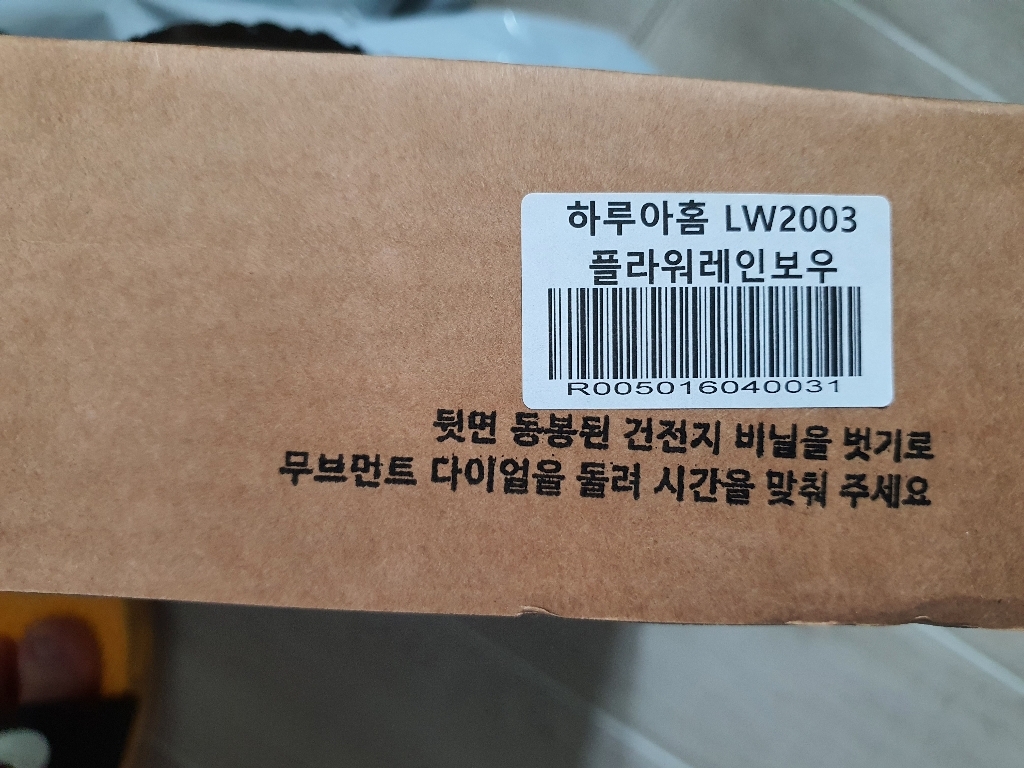 하루아홈 LW2003
플라워레인보우
R005016040031
뒷면 동봉된 건전지 비닐을 벗기로
무브먼트 다이업을 돌려 시간을 맞춰 주세요